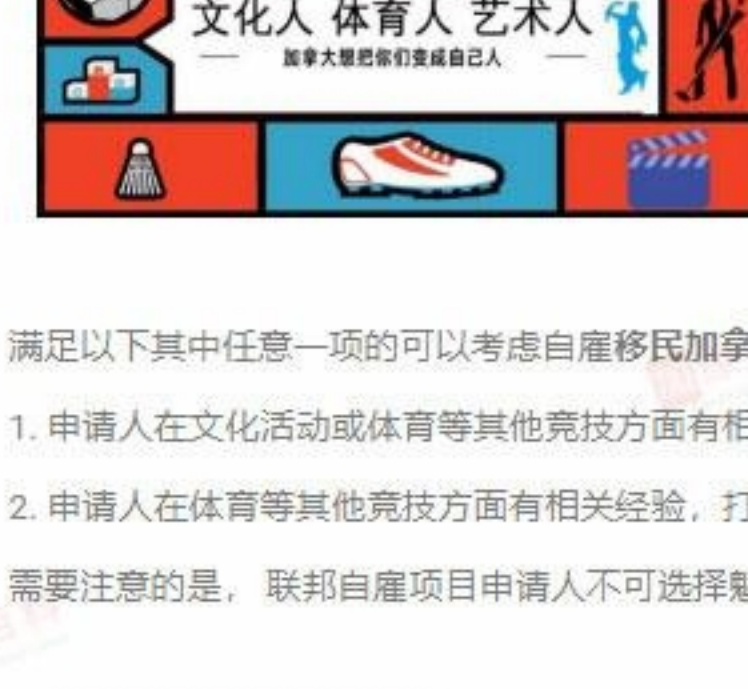 文化人 体育人 艺术人
加拿大想把你们变成自己人
满足以下其中任意一项的可以考虑自雇移民加拿
1. 申请人在文化活动或体育等其他竞技方面有相
2. 申请人在体育等其他竞技方面有相关经验，打
需要注意的是， 联邦自雇项目申请人不可选择魁